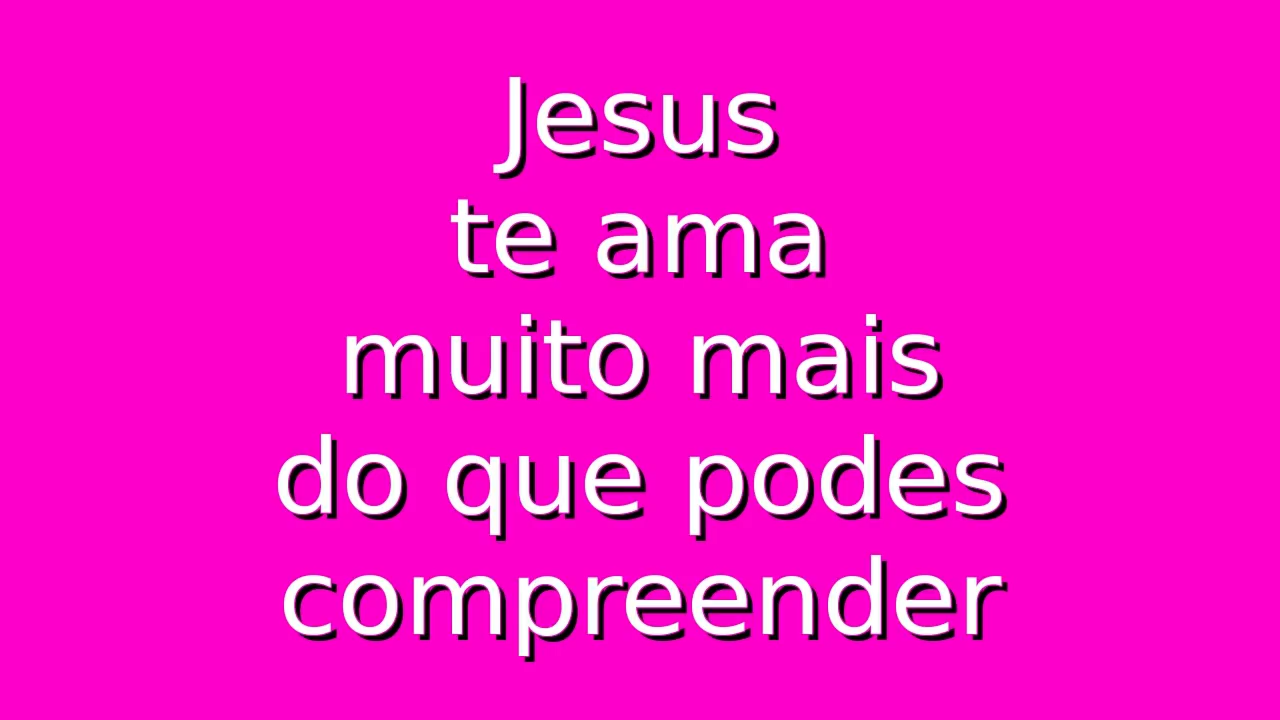 Jesus
te ama
muito mais
do que podes
compreender